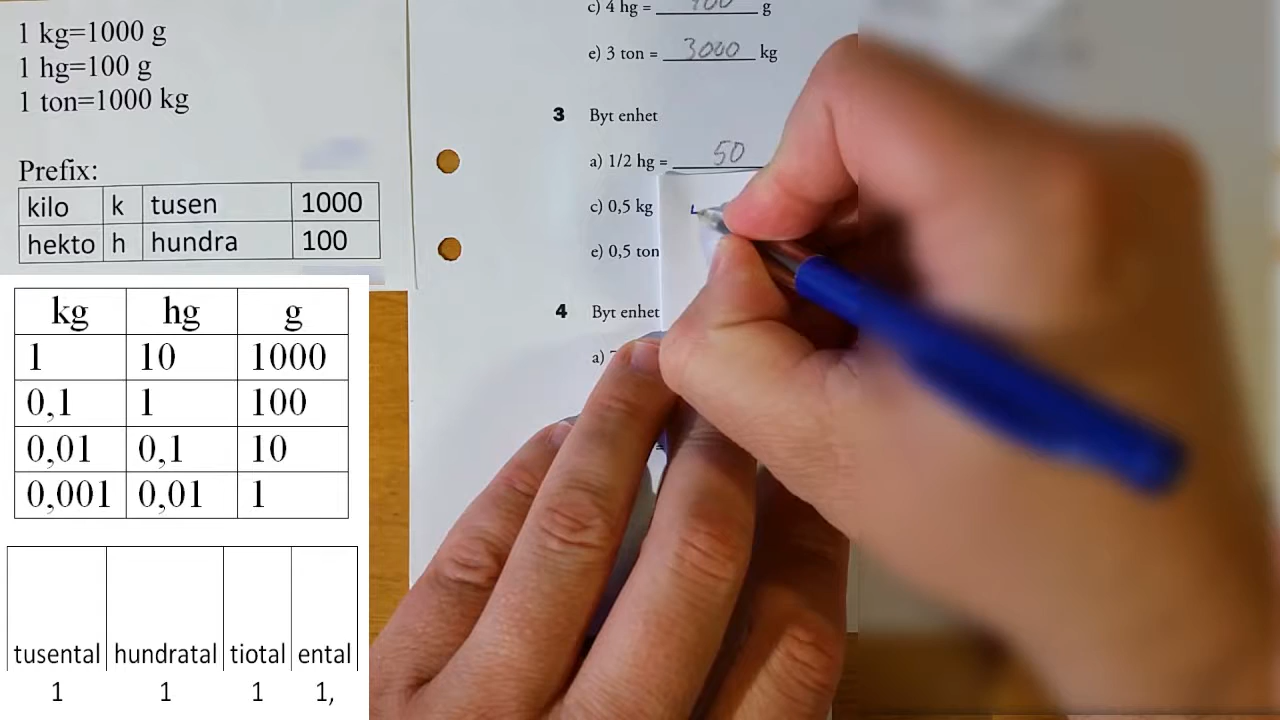 1 kg=1000 g
1 hg=100 g
1 ton=1000 kg
Prefix:
kilo k tusen 1000
hekto h hundra 100
kg hg g
1 10 1000
0,1 1 100
0,01 0,1 10
0,001 0,01 1
tusental hundratal tiotal ental
1 1 1 1,
c) 4 hg = 400 g
e) 3 ton = 3000 kg
3 Byt enhet
a) 1/2 hg = 50
c) 0,5 kg
e) 0,5 ton
4 Byt enhet
a)